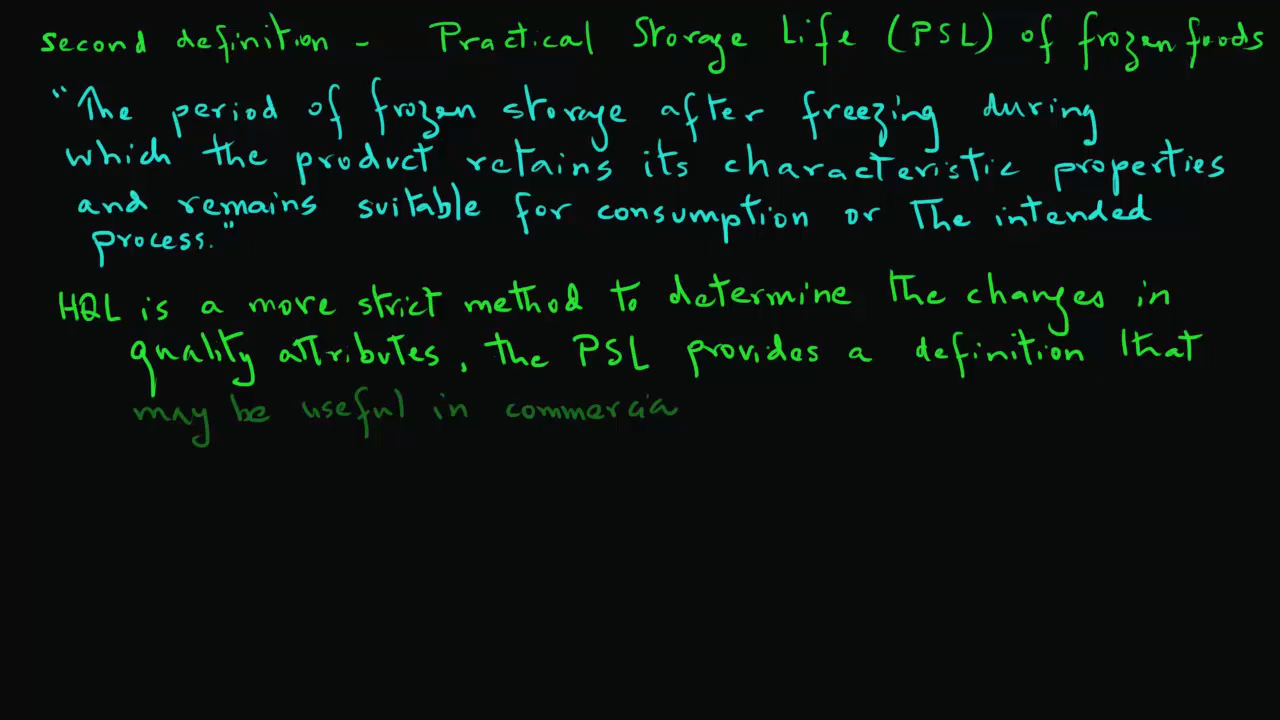 second definition - Practical Storage Life (PSL) of frozen foods
"The period of frozen storage after freezing during
which the product retains its characteristic properties
and remains suitable for consumption or the intended
process."
HQL is a more strict method to determine the changes in
quality attributes, the PSL provides a definition that
may be useful in commercia